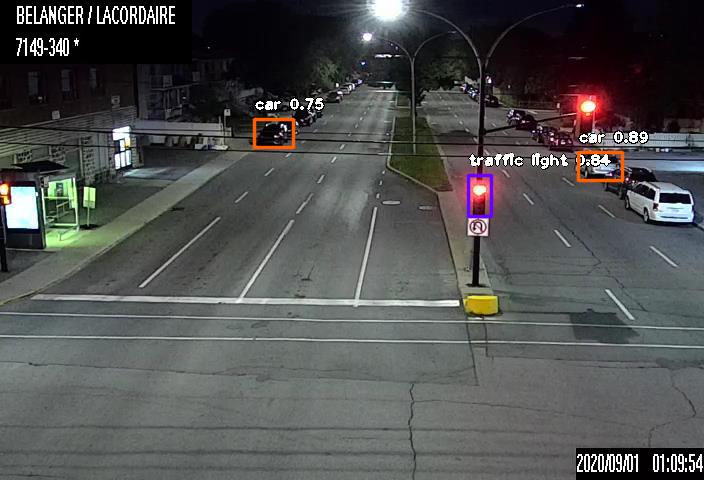 BELANGER / LACORDAIRE
7149-340 *
car 0.75
car 0.89
traffic light 0.84
2020/09/01 01:09:54